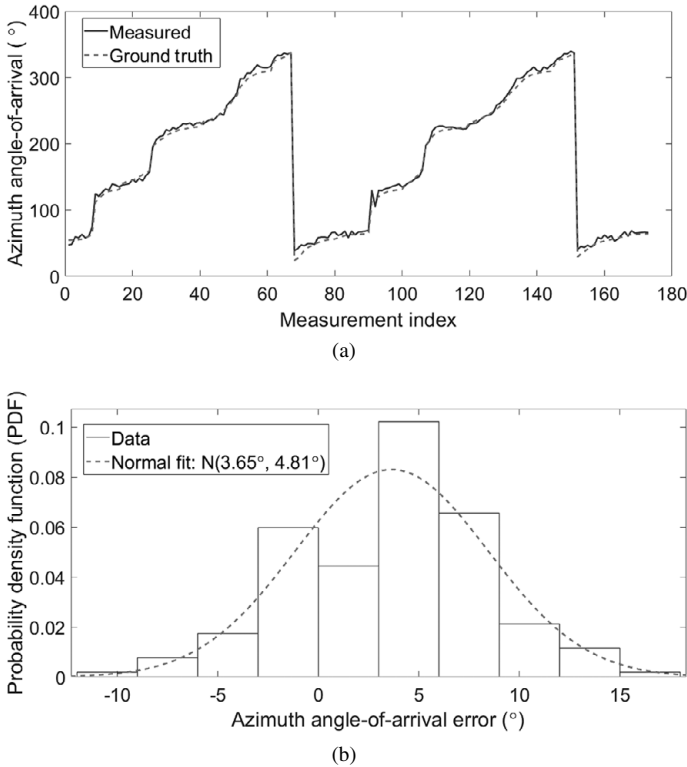 400
300
200
100
0
Azimuth angle-of-arrival (°)
Measured
Ground truth
0 20 40 60 80 100 120 140 160 180
Measurement index
(a)
0.1
0.08
0.06
0.04
0.02
0
Probability density function (PDF)
Data
Normal fit: N(3.65°, 4.81°)
-10 -5 0 5 10 15
Azimuth angle-of-arrival error (°)
(b)